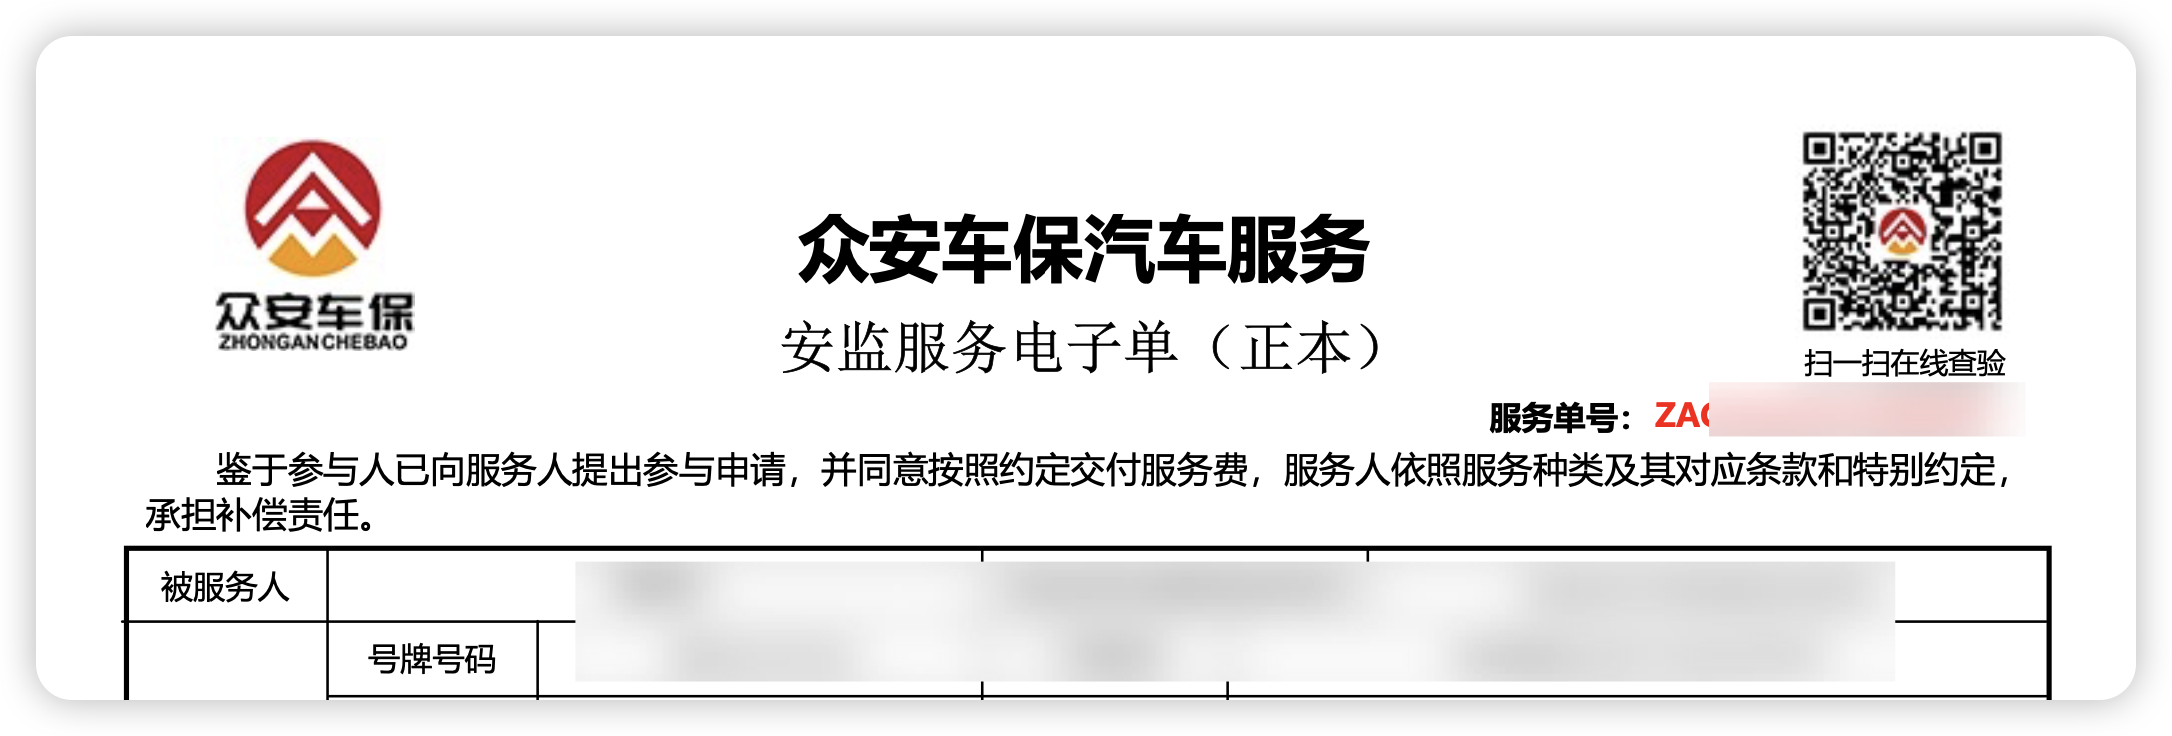 众安车保
ZHONGANCHEBAO
众安车保汽车服务
安监服务电子单（正本）
扫一扫在线查验
服务单号：ZAC
鉴于参与人已向服务人提出参与申请，并同意按照约定交付服务费，服务人依照服务种类及其对应条款和特别约定，
承担补偿责任。
被服务人
号牌号码